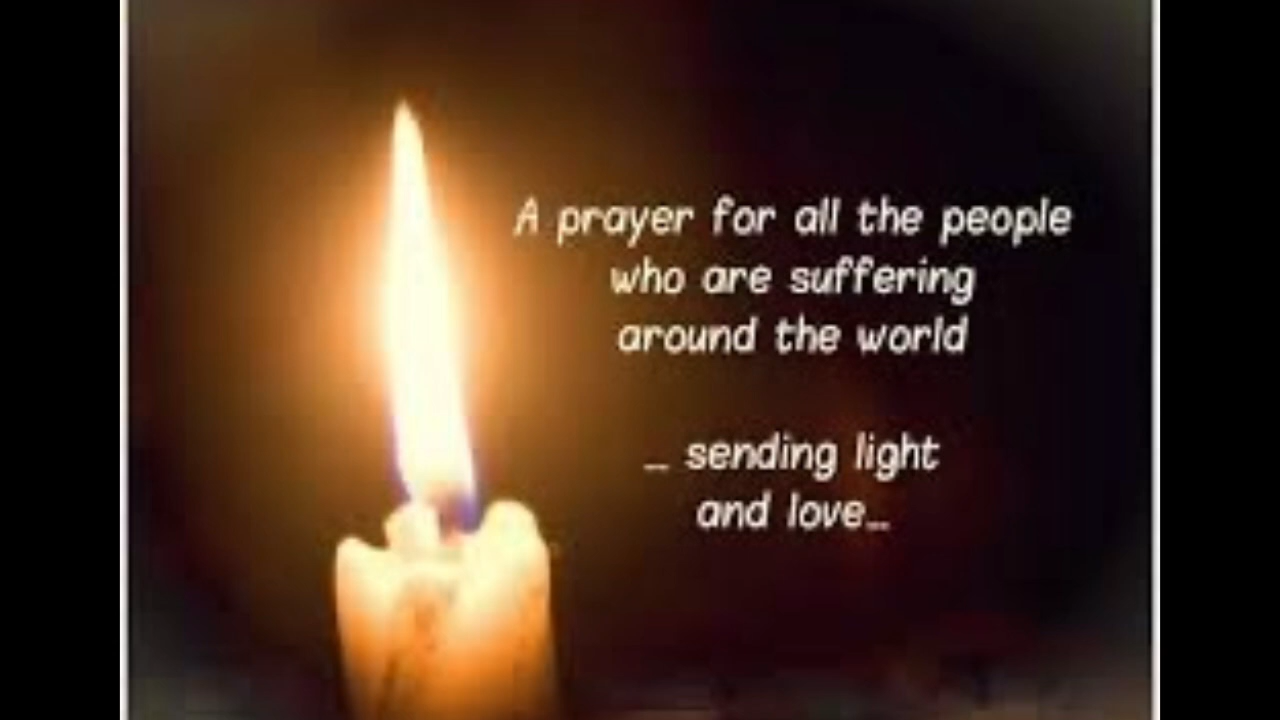 A prayer for all the people
who are suffering
around the world
... sending light
and love...